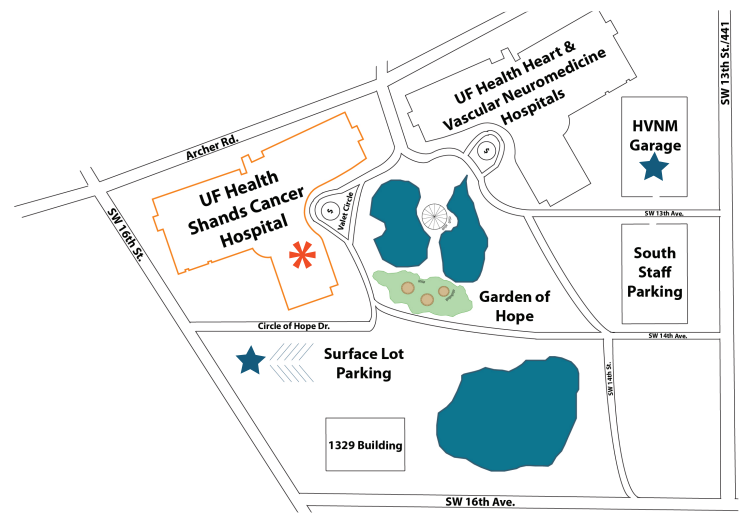 UF Health Heart &
Vascular Neuromedicine
Hospitals
SW 13th St./441
HVNM
Garage
Archer Rd.
UF Health
Shands Cancer
Hospital
S
Valet Circle
S
SW 13th Ave.
SW 16th St.
South
Staff
Parking
Garden of
Hope
Circle of Hope Dr.
SW 14th Ave.
Surface Lot
Parking
SW 14th St.
1329 Building
SW 16th Ave.